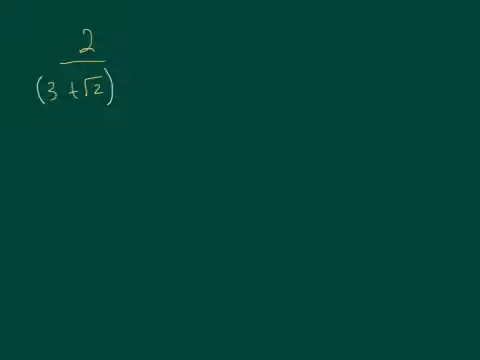 2
(3 + √2)